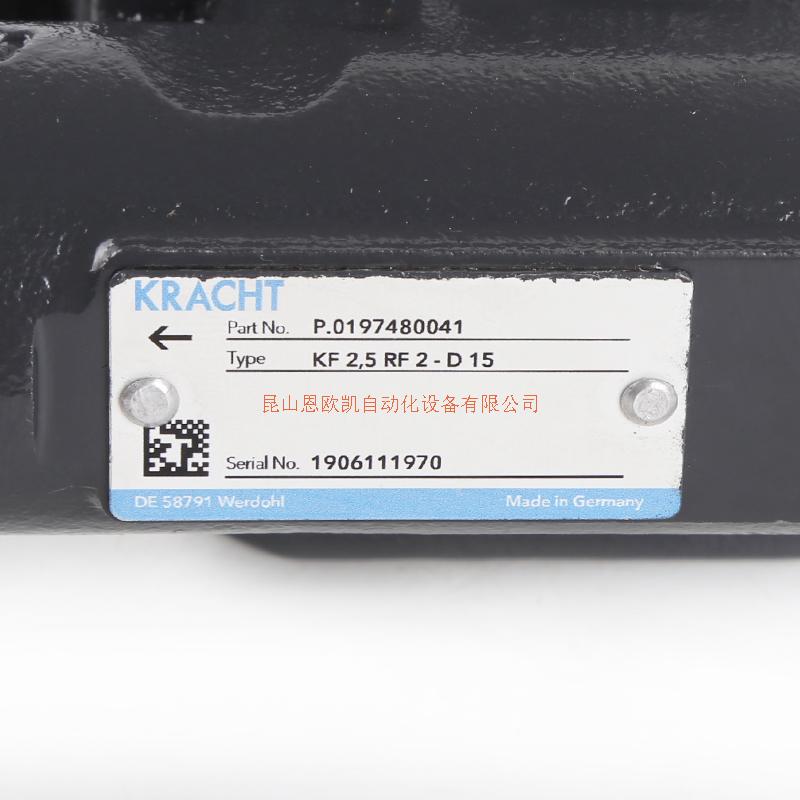 KRACHT
Part No. P.0197480041
Type KF 2,5 RF 2 - D 15
昆山恩欧凯自动化设备有限公司
Serial No. 1906111970
DE 58791 Werdohl Made in Germany